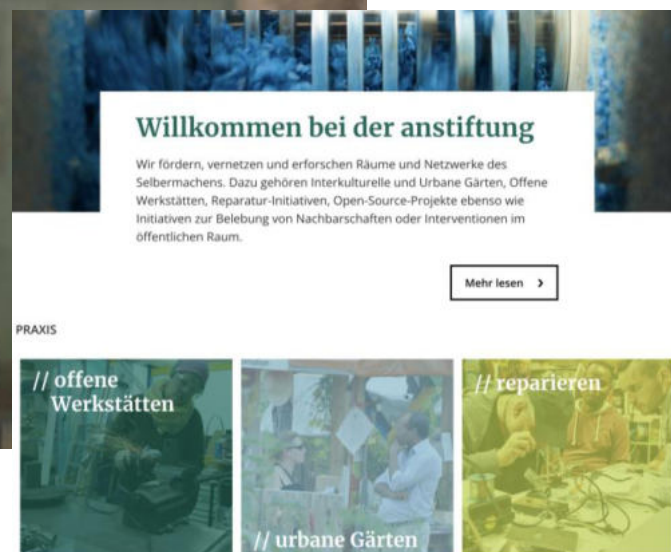 Willkommen bei der anstiftung
Wir fördern, vernetzen und erforschen Räume und Netzwerke des
Selbermachens. Dazu gehören Interkulturelle und Urbane Gärten, Offene
Werkstätten, Reparatur-Initiativen, Open-Source-Projekte ebenso wie
Initiativen zur Belebung von Nachbarschaften oder Interventionen im
öffentlichen Raum.
Mehr lesen
PRAXIS
// offene
Werkstätten
// urbane Gärten
// reparieren